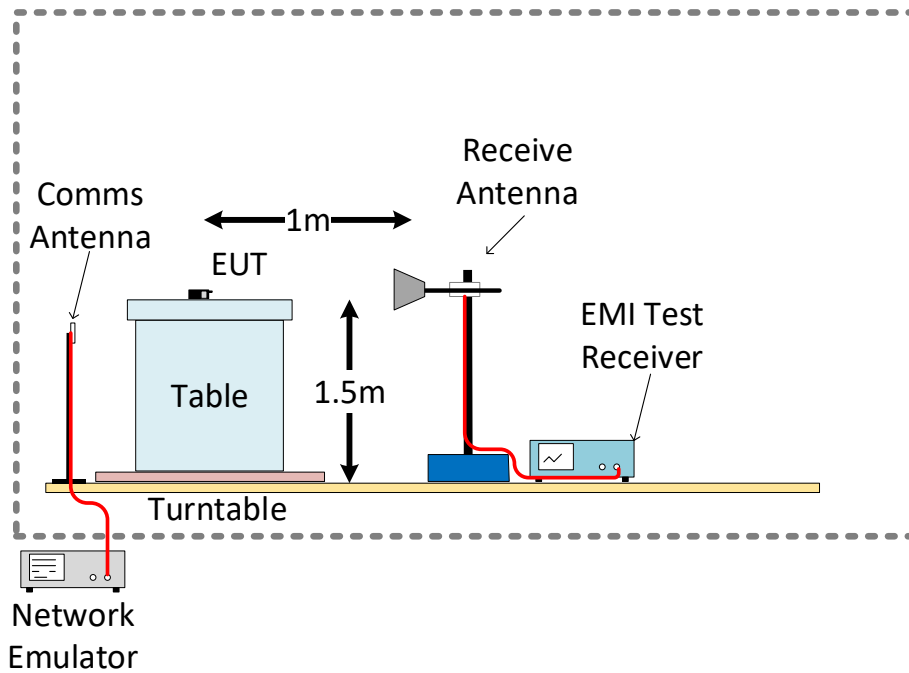 Receive
Antenna
Comms
Antenna
1m
EUT
EMI Test
Receiver
Table
1.5m
Turntable
Network
Emulator